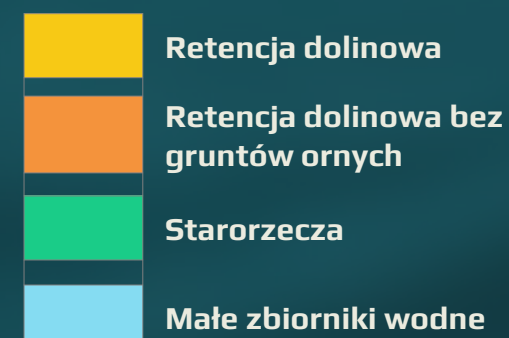 Retencja dolinowa
Retencja dolinowa bez
gruntów ornych
Starorzecza
Małe zbiorniki wodne